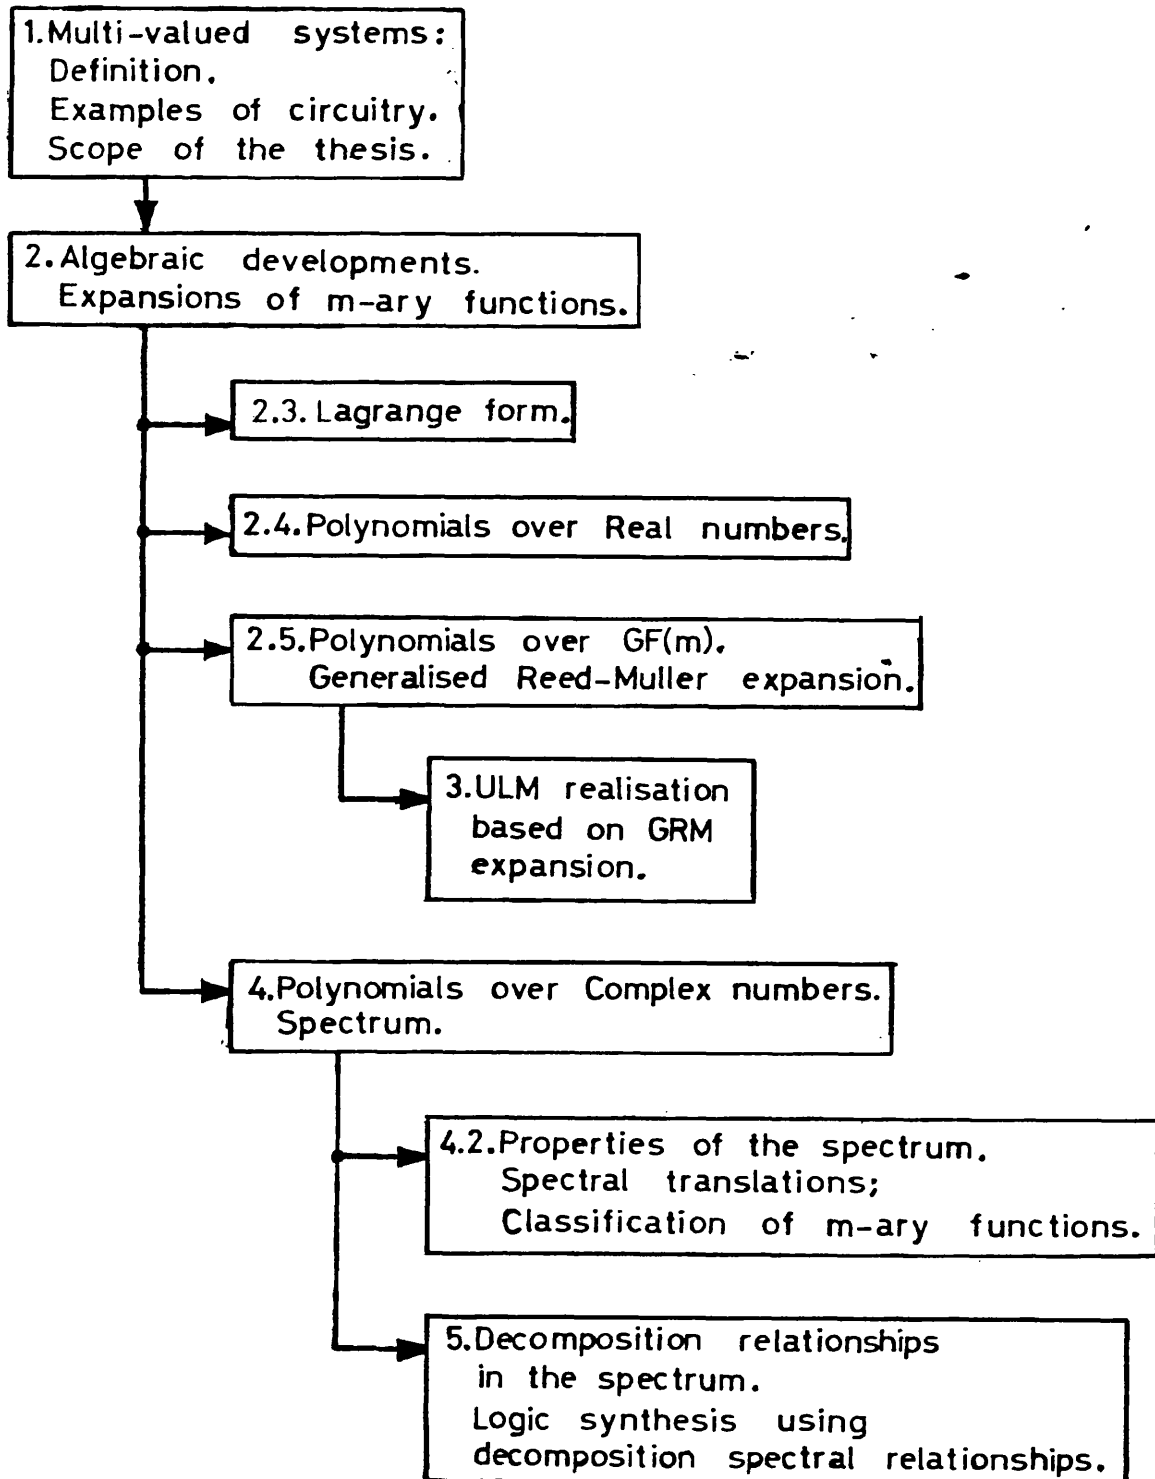 1.Multi-valued systems:
Definition.
Examples of circuitry.
Scope of the thesis.
2.Algebraic developments.
Expansions of m-ary functions.
2.3. Lagrange form.
2.4.Polynomials over Real numbers.
2.5.Polynomials over GF(m).
Generalised Reed-Muller expansion.
3.ULM realisation
based on GRM
expansion.
4.Polynomials over Complex numbers.
Spectrum.
4.2.Properties of the spectrum.
Spectral translations;
Classification of m-ary functions.
5.Decomposition relationships
in the spectrum.
Logic synthesis using
decomposition spectral relationships.